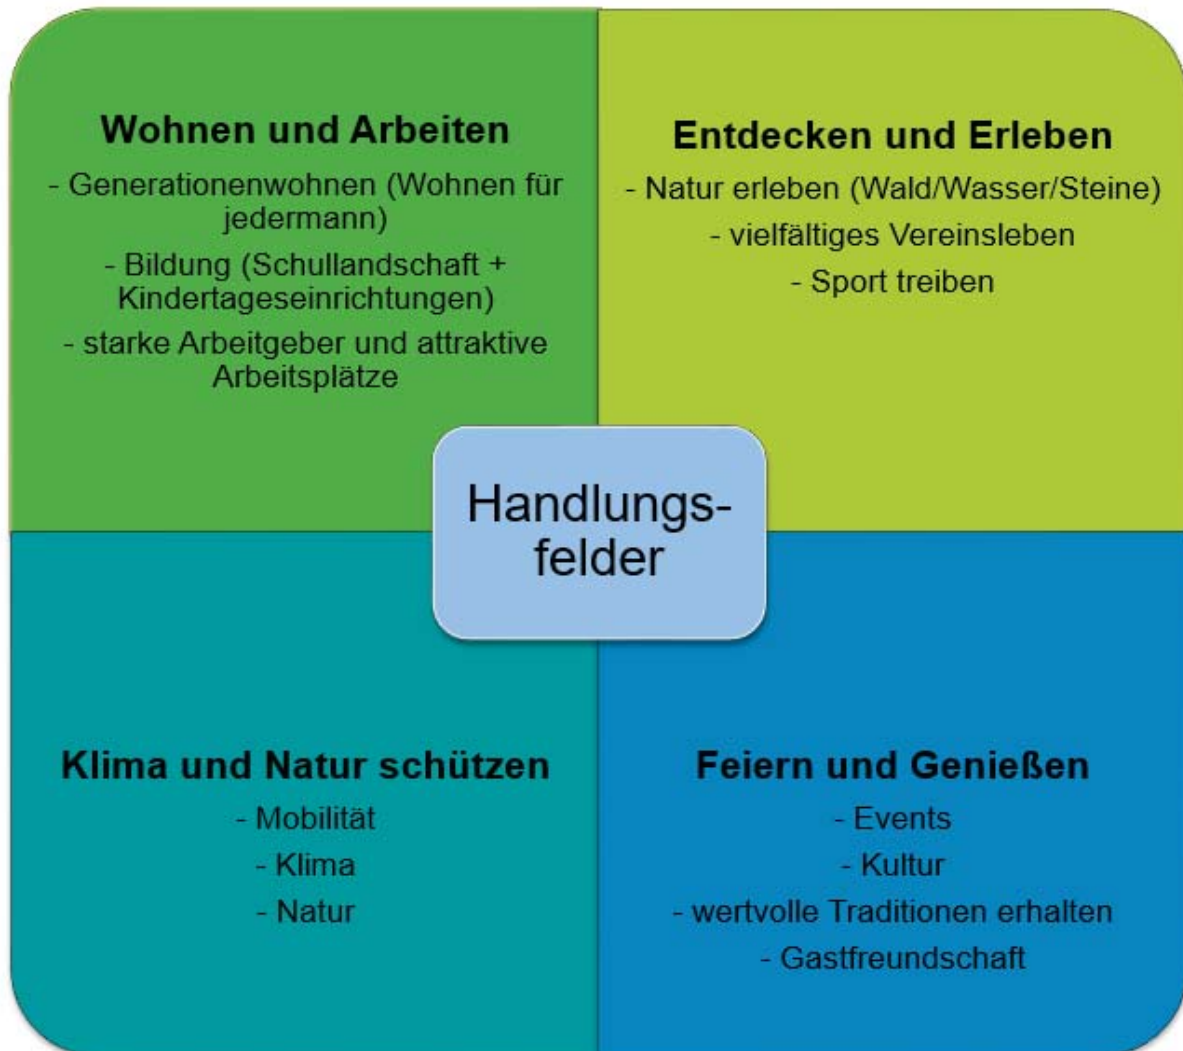 Wohnen und Arbeiten
- Generationenwohnen (Wohnen für
jedermann)
- Bildung (Schullandschaft +
Kindertageseinrichtungen)
- starke Arbeitgeber und attraktive
Arbeitsplätze
Entdecken und Erleben
- Natur erleben (Wald/Wasser/Steine)
- vielfältiges Vereinsleben
- Sport treiben
Handlungs-
felder
Klima und Natur schützen
- Mobilität
- Klima
- Natur
Feiern und Genießen
- Events
- Kultur
- wertvolle Traditionen erhalten
- Gastfreundschaft